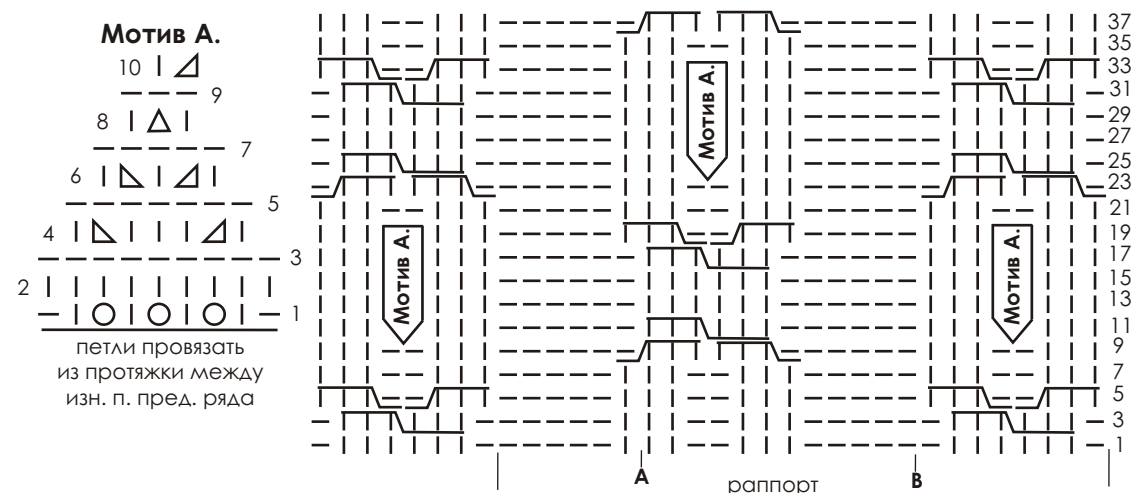 Мотив А.
10
9
8
7
6
5
4
3
2
1
петли провязать
из протяжки между
изн. п. пред. ряда
Мотив А.
Мотив А.
Мотив А.
37
35
33
31
29
27
25
23
21
19
17
15
13
11
9
7
5
3
1
А
раппорт
В